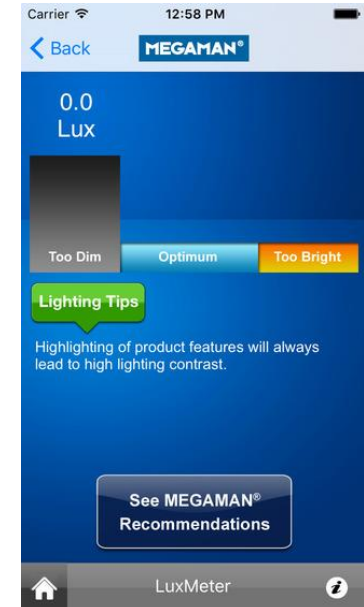 Carrier 12:58 PM
Back MEGAMAN®
0.0
Lux
Too Dim Optimum Too Bright
Lighting Tips
Highlighting of product features will always
lead to high lighting contrast.
See MEGAMAN®
Recommendations
LuxMeter i